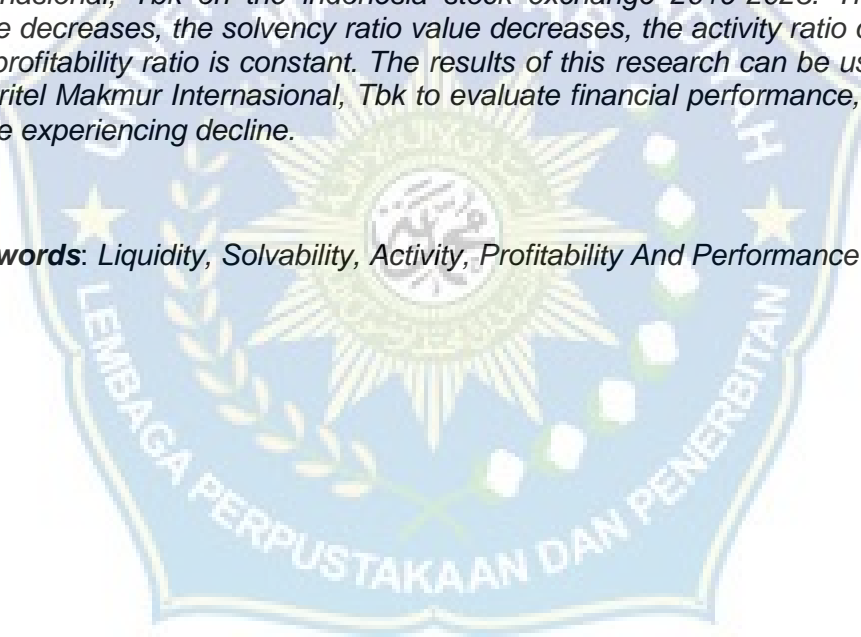 nasional, Tbk on the Indonesia stock exchange 2019-2023. Th
e decreases, the solvency ratio value decreases, the activity ratio
profitability ratio is constant. The results of this research can be us
ritel Makmur Internasional, Tbk to evaluate financial performance,
e experiencing decline.
words: Liquidity, Solvability, Activity, Profitability And Performance
LEMBAGA PERPUSTAKAAN DAN PENERBITAN